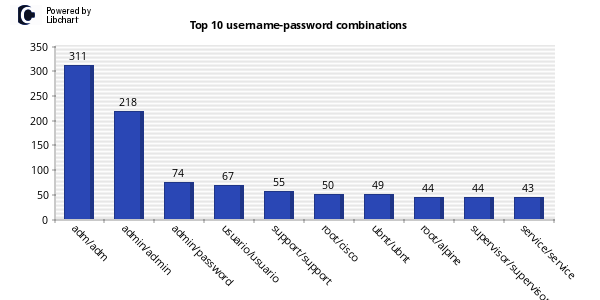 Powered by
Libchart
Top 10 username-password combinations
350
300
250
200
150
100
50
0
311
218
74
67
55
50
49
44
44
43
adm/adm
admin/admin
admin/password
usuario/usuario
support/support
root/cisco
ubnt/ubnt
root/alpine
supervisor/supervisor
service/service